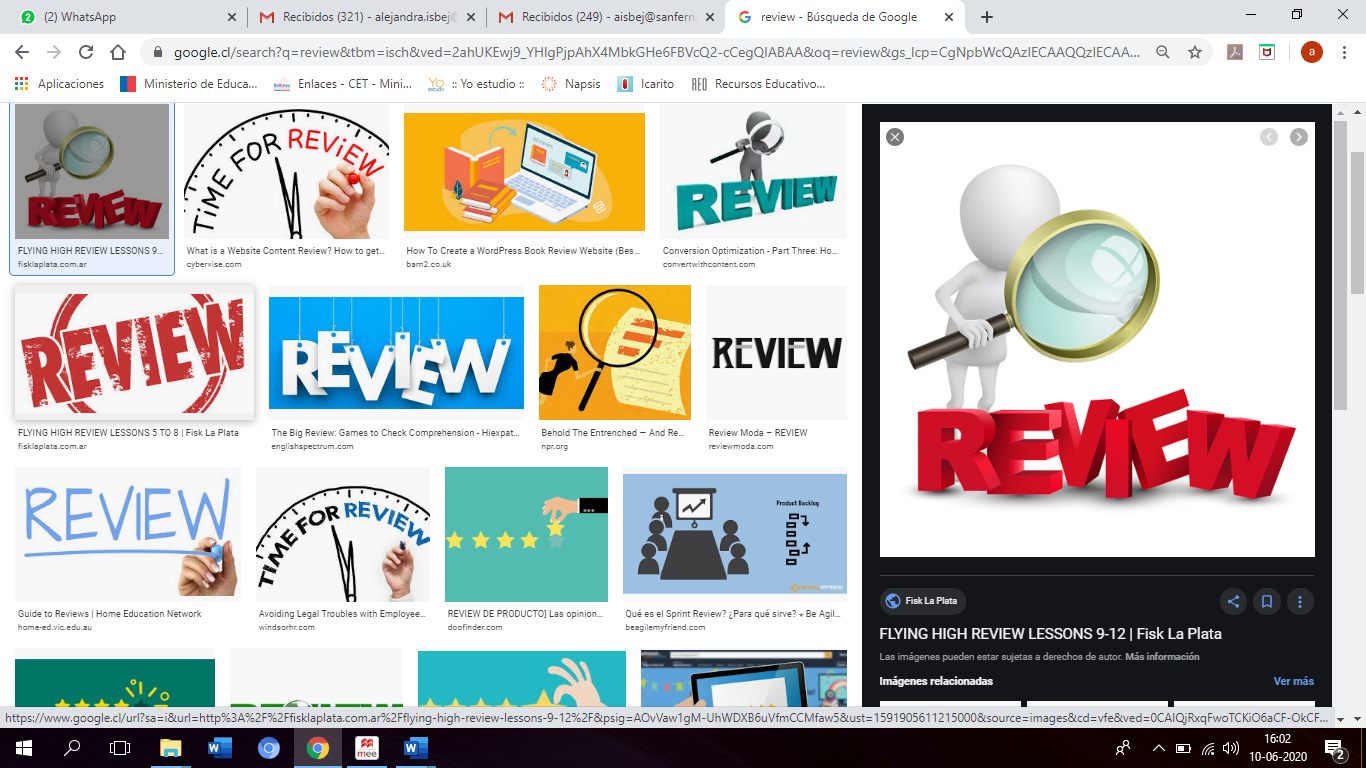 (2) WhatsApp
Recibidos (321) - alejandra.isbej@
Recibidos (249) - aisbej@sanferna
review - Búsqueda de Google
google.cl/search?q=review&tbm=isch&ved=2ahUKEwj9_YHIgPjpAhX4MbkGHe6FBVcQ2-cCegQIABAA&oq=review&gs_lcp=CgNpbWcQAzIECAAQQzIECAA...
a
Aplicaciones
Ministerio de Educa...
Enlaces - CET - Mini...
:: Yo estudio ::
Napsis
Icarito
Recursos Educativo...
REVIEW
TIME FOR REVIEW
REVIEW
FLYING HIGH REVIEW LESSONS 9...
fisklaplata.com.ar
What is a Website Content Review? How to get...
cybervise.com
How To Create a WordPress Book Review Website (Bes...
barn2.co.uk
Conversion Optimization - Part Three: Ho...
convertwithcontent.com
REVIEW
REVIEW
REVIEW
FLYING HIGH REVIEW LESSONS 5 TO 8 | Fisk La Plata
fisklaplata.com.ar
The Big Review: Games to Check Comprehension - Hiexpat...
englishspectrum.com
Behold The Entrenched — And Re...
npr.org
Review Moda – REVIEW
reviewmoda.com
REVIEW
TIME FOR REVIEW
Product Backlog
Guide to Reviews | Home Education Network
home-ed.vic.edu.au
Avoiding Legal Troubles with Employee...
windsorhr.com
REVIEW DE PRODUCTO] Las opinion...
doofinder.com
Qué es el Sprint Review? ¿Para qué sirve? • Be Agil...
beagilemyfriend.com
REVIEW
Fisk La Plata
FLYING HIGH REVIEW LESSONS 9-12 | Fisk La Plata
Las imágenes pueden estar sujetas a derechos de autor. Más información
Imágenes relacionadas
Ver más
https://www.google.cl/url?sa=i&url=http%3A%2F%2Ffisklaplata.com.ar%2Fflying-high-review-lessons-9-12%2F&psig=AOvVaw1gM-UhWDXB6uVfmCCMfaw5&ust=1591905611215000&source=images&cd=vfe&ved=0CAIQjRxqFwoTCKiO6aCF-OkCF...
mee
16:02
10-06-2020
2